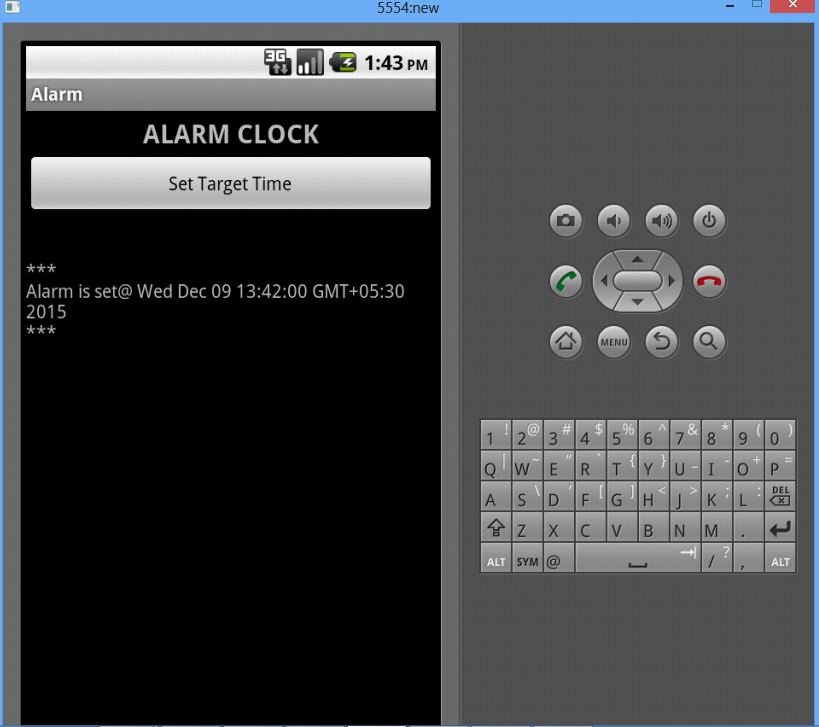 5554:new
3G 1:43 PM
Alarm
ALARM CLOCK
Set Target Time
***
Alarm is set@ Wed Dec 09 13:42:00 GMT+05:30
2015
***
MENU
1 ! 2 @ 3 # 4 $ 5 % 6 ^ 7 & 8 * 9 ( 0 )
Q | W ~ E “ R ` T { Y } U _ I - O + P =
A S \ D ‘ F [ G ] H < J > K ; L : DEL
Z X C V B N M .
ALT SYM @ / ? , ALT